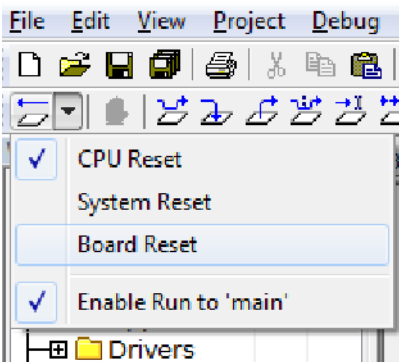 File Edit View Project Debug
CPU Reset
System Reset
Board Reset
Enable Run to 'main'
Drivers